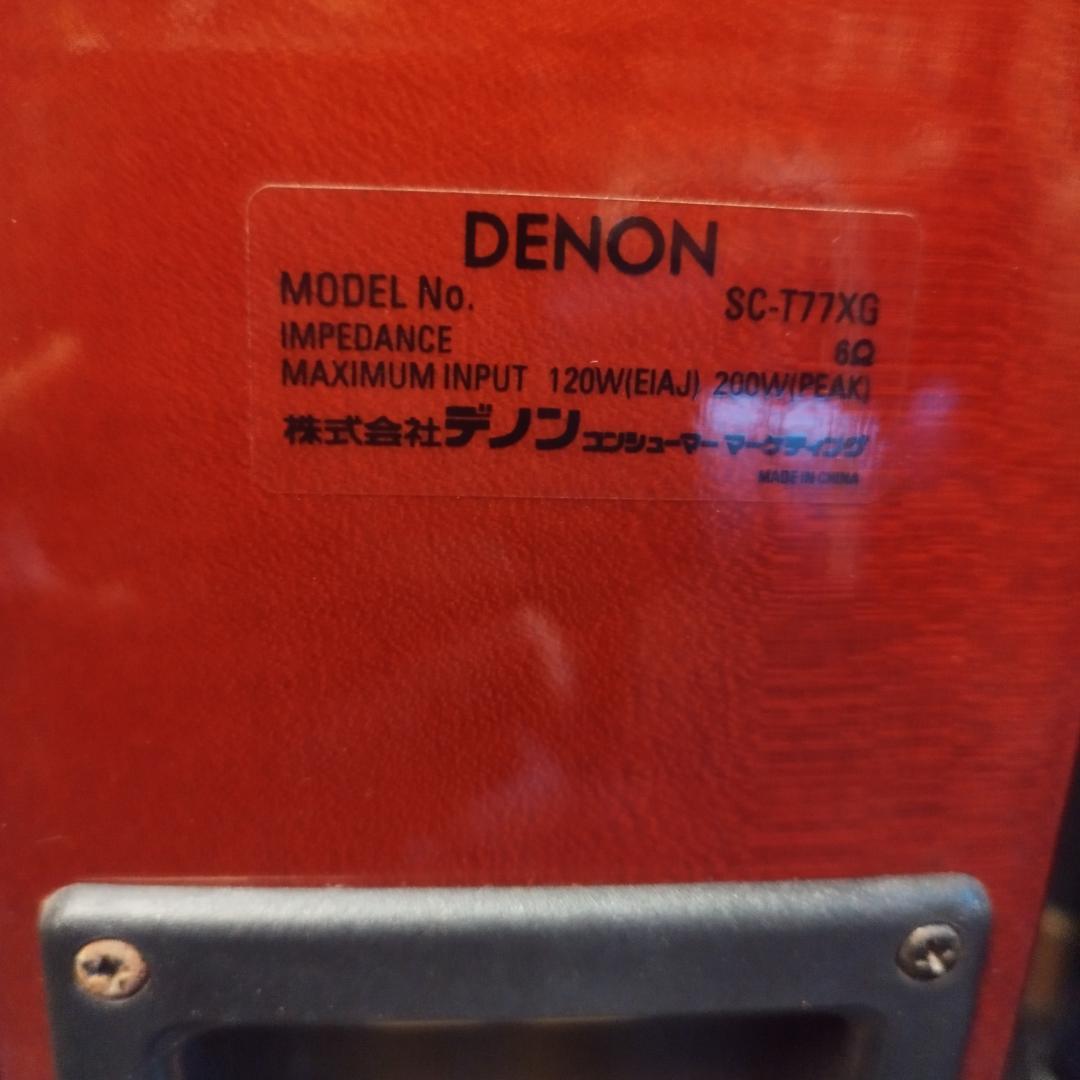 DENON
MODEL No. SC-T77XG
IMPEDANCE 6Ω
MAXIMUM INPUT 120W(EIAJ) 200W(PEAK)
株式会社デノン コンシューマー マーケティング
MADE IN CHINA